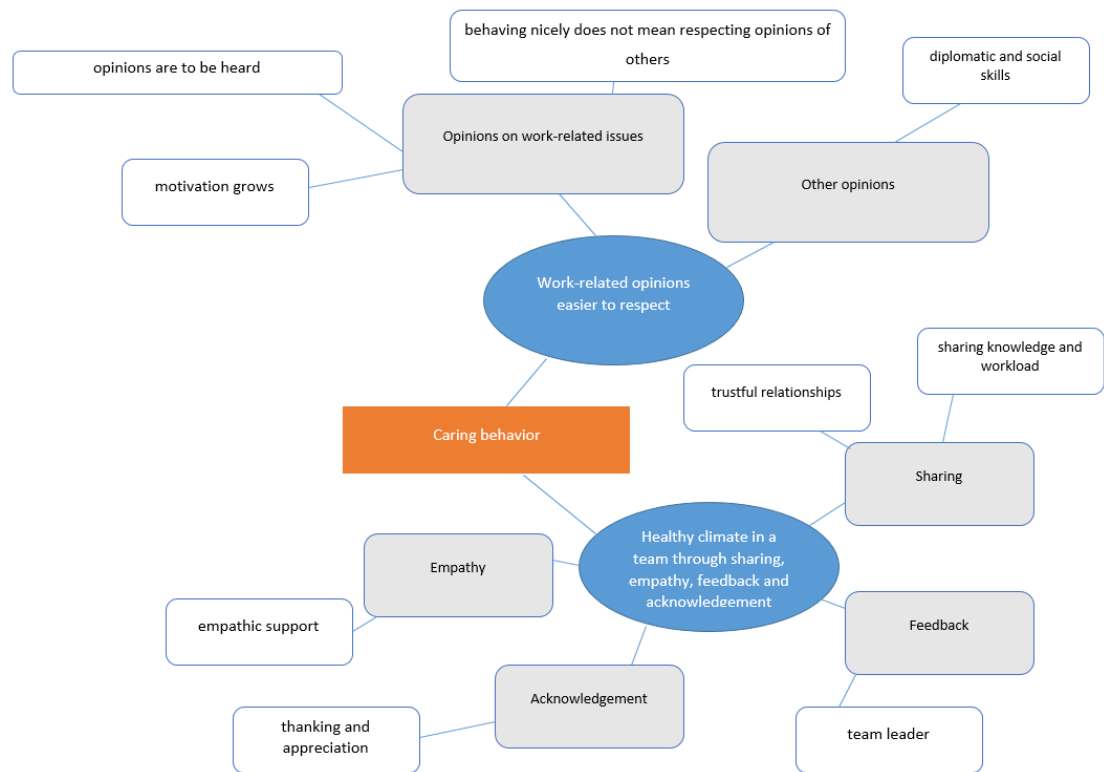 behaving nicely does not mean respecting opinions of
others
opinions are to be heard
diplomatic and social
skills
Opinions on work-related issues
motivation grows
Other opinions
Work-related opinions
easier to respect
sharing knowledge and
workload
trustful relationships
Caring behavior
Sharing
Healthy climate in a
team through sharing,
empathy, feedback and
acknowledgement
Empathy
empathic support
Feedback
Acknowledgement
thanking and
appreciation
team leader